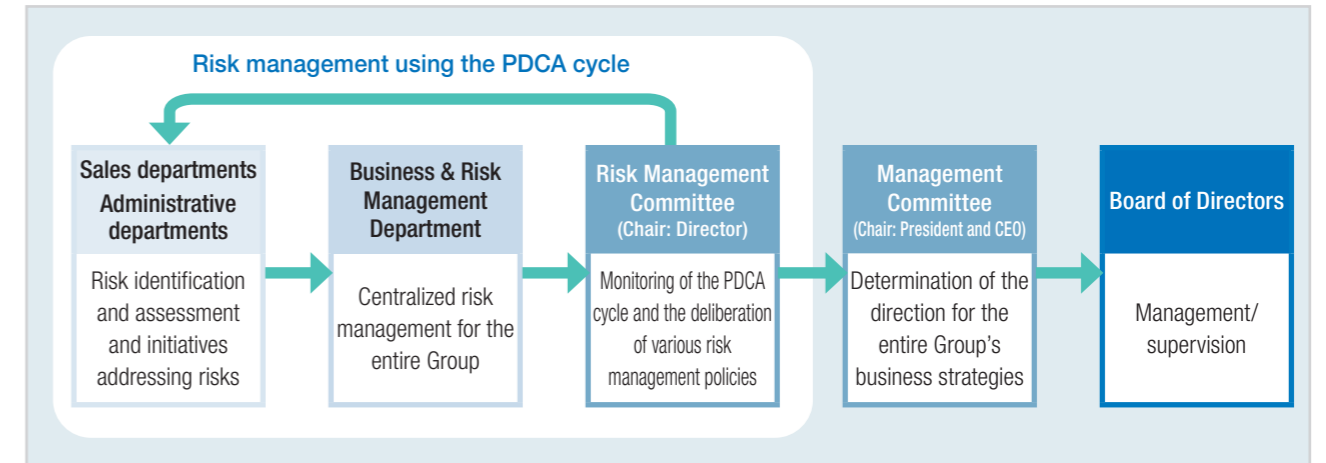 Risk management using the PDCA cycle
Sales departments
Administrative
departments
Risk identification
and assessment
and initiatives
addressing risks
Business & Risk
Management
Department
Centralized risk
management for the
entire Group
Risk Management
Committee
(Chair: Director)
Monitoring of the PDCA
cycle and the deliberation
of various risk
management policies
Management
Committee
(Chair: President and CEO)
Determination of the
direction for the
entire Group’s
business strategies
Board of Directors
Management/
supervision